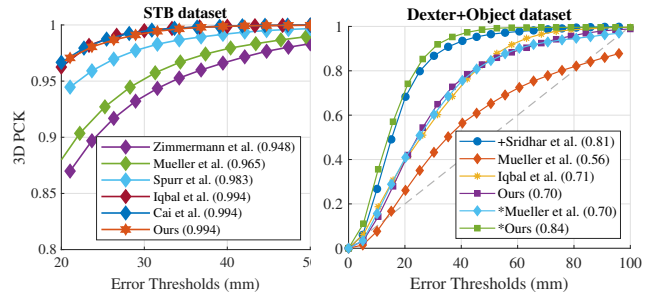 STB dataset
3D PCK
1
0.95
0.9
0.85
0.8
20
30
40
50
Error Thresholds (mm)
Zimmermann et al. (0.948)
Mueller et al. (0.965)
Spurr et al. (0.983)
Iqbal et al. (0.994)
Cai et al. (0.994)
Ours (0.994)
Dexter+Object dataset
1
0.8
0.6
0.4
0.2
0
0
20
40
60
80
100
Error Thresholds (mm)
+Sridhar et al. (0.81)
Mueller et al. (0.56)
Iqbal et al. (0.71)
Ours (0.70)
*Mueller et al. (0.70)
*Ours (0.84)